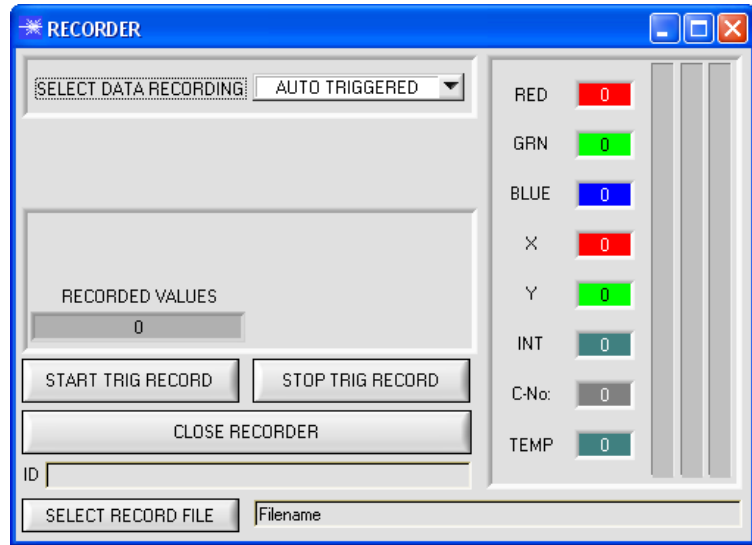 RECORDER
SELECT DATA RECORDING AUTO TRIGGERED
RECORDED VALUES
0
START TRIG RECORD STOP TRIG RECORD
CLOSE RECORDER
ID
SELECT RECORD FILE Filename
RED 0
GRN 0
BLUE 0
X 0
Y 0
INT 0
C-No: 0
TEMP 0